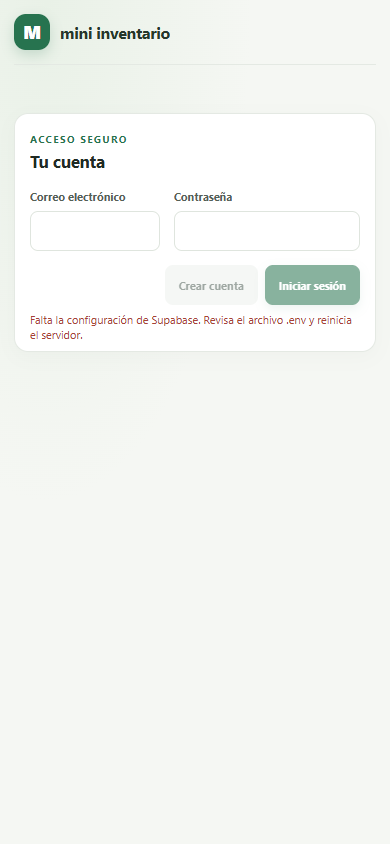 M mini inventario
ACCESO SEGURO
Tu cuenta
Correo electrónico Contraseña
Crear cuenta Iniciar sesión
Falta la configuración de Supabase. Revisa el archivo .env y reinicia
el servidor.